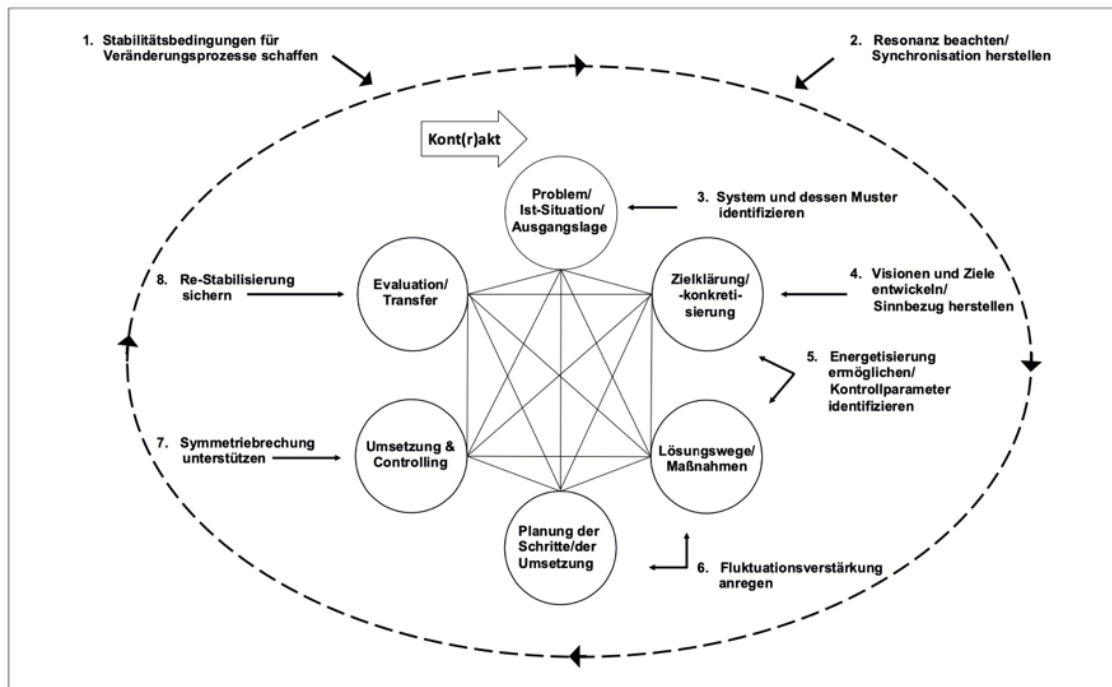 1. Stabilitätsbedingungen für
Veränderungsprozesse schaffen
2. Resonanz beachten/
Synchronisation herstellen
Kont(r)akt
Problem/
Ist-Situation/
Ausgangslage
3. System und dessen Muster
identifizieren
8. Re-Stabilisierung
sichern
Evaluation/
Transfer
Zielklärung/
-konkreti-
sierung
4. Visionen und Ziele
entwickeln/
Sinnbezug herstellen
5. Energetisierung
ermöglichen/
Kontrollparameter
identifizieren
7. Symmetriebrechung
unterstützen
Umsetzung &
Controlling
Lösungswege/
Maßnahmen
Planung der
Schritte/der
Umsetzung
6. Fluktuationsverstärkung
anregen